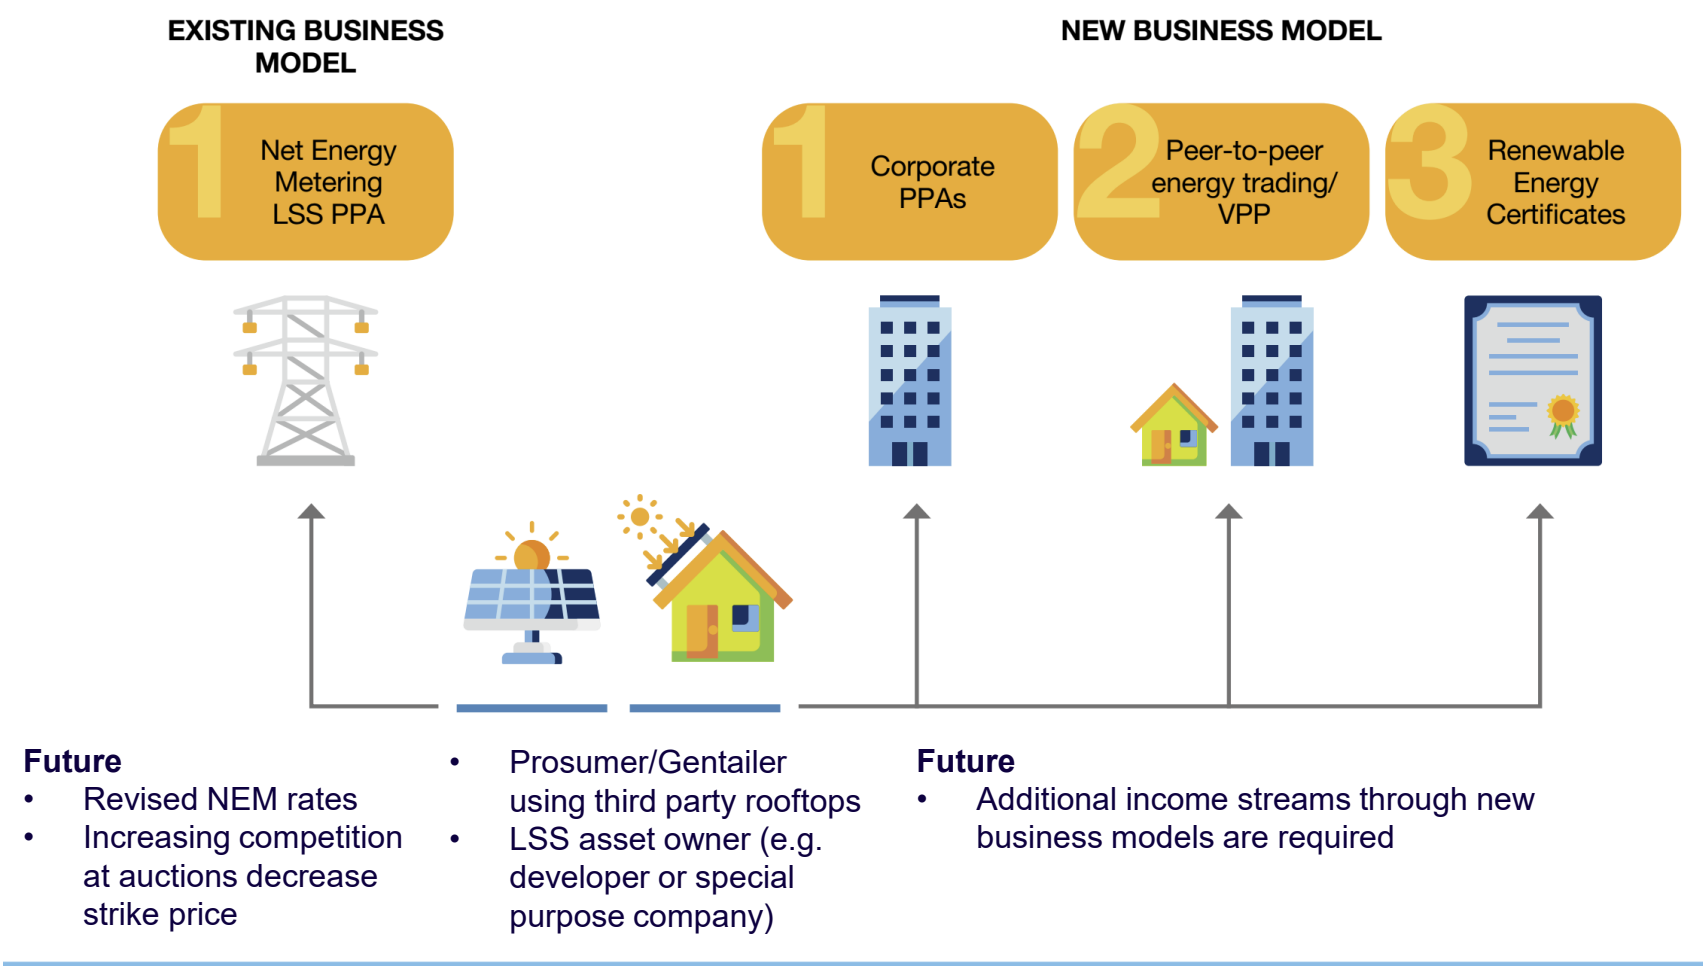 EXISTING BUSINESS
MODEL
NEW BUSINESS MODEL
1
Net Energy
Metering
LSS PPA
1
Corporate
PPAs
2
Peer-to-peer
energy trading/
VPP
3
Renewable
Energy
Certificates
Future
• Revised NEM rates
• Increasing competition
at auctions decrease
strike price
• Prosumer/Gentailer
using third party rooftops
• LSS asset owner (e.g.
developer or special
purpose company)
Future
• Additional income streams through new
business models are required